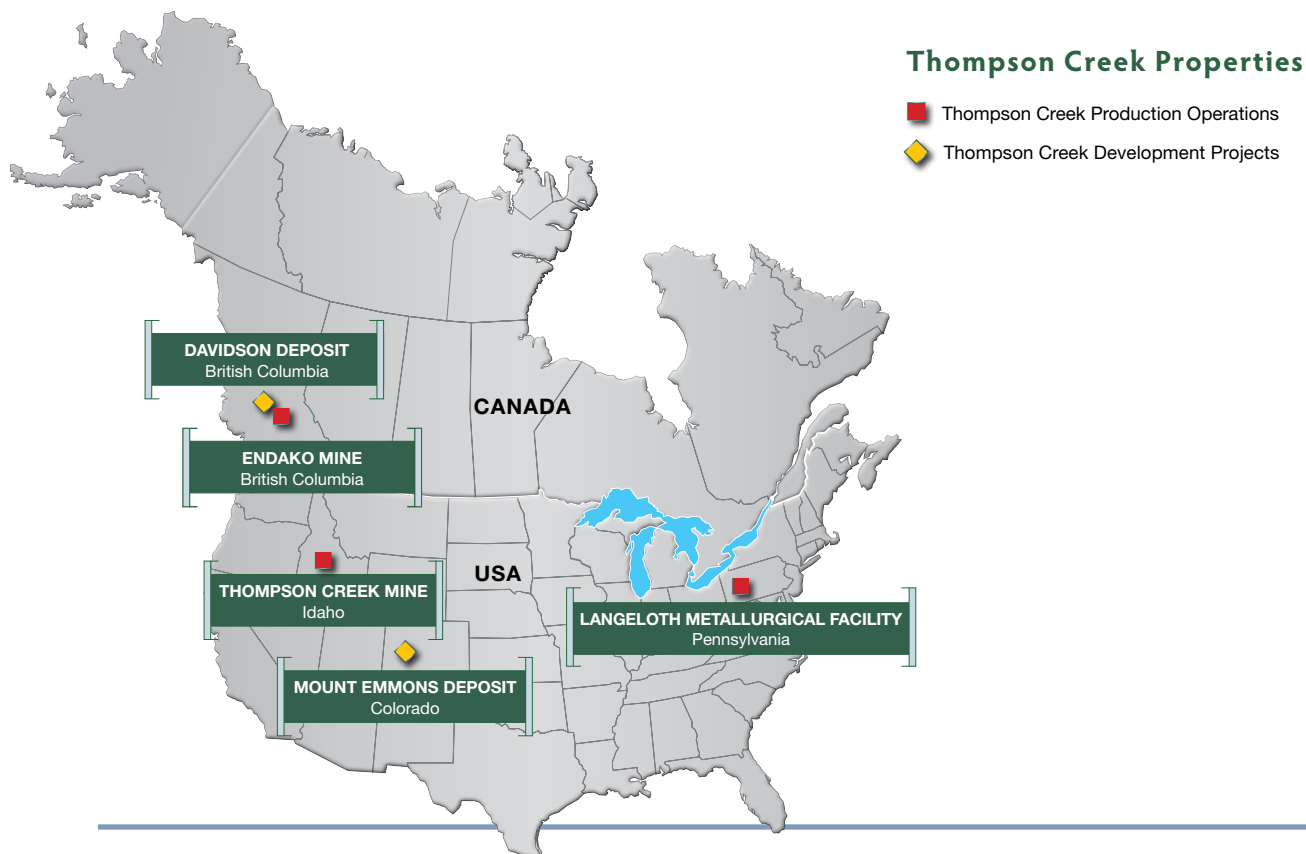 Thompson Creek Properties
Thompson Creek Production Operations
Thompson Creek Development Projects
DAVIDSON DEPOSIT
British Columbia
CANADA
ENDAKO MINE
British Columbia
USA
THOMPSON CREEK MINE
Idaho
LANGELOTH METALLURGICAL FACILITY
Pennsylvania
MOUNT EMMONS DEPOSIT
Colorado